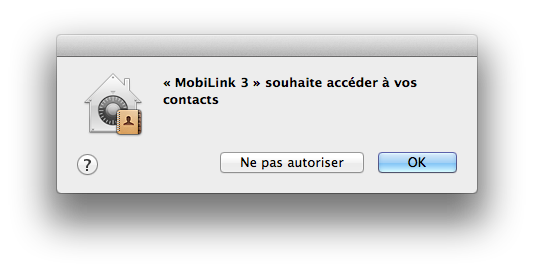 « MobiLink 3 » souhaite accéder à vos
contacts
?
Ne pas autoriser
OK